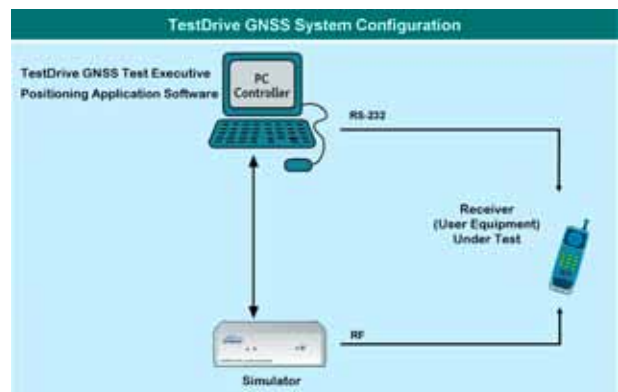 TestDrive GNSS System Configuration
TestDrive GNSS Test Executive
Positioning Application Software
PC
Controller
RS-232
Receiver
(User Equipment)
Under Test
RF
Simulator